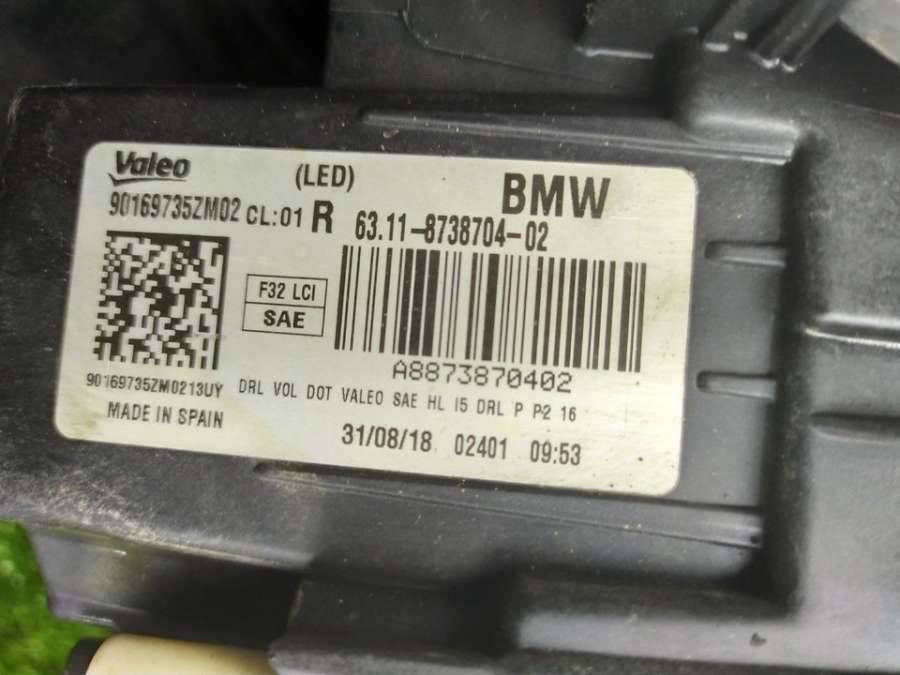 Valeo (LED) BMW
90169735ZM02 CL:01 R 63.11-8738704-02
F32 LCI
SAE
A8873870402
90169735ZM0213UY DRL VOL DOT VALEO SAE HL I5 DRL P P2 16
MADE IN SPAIN 31/08/18 02401 09:53